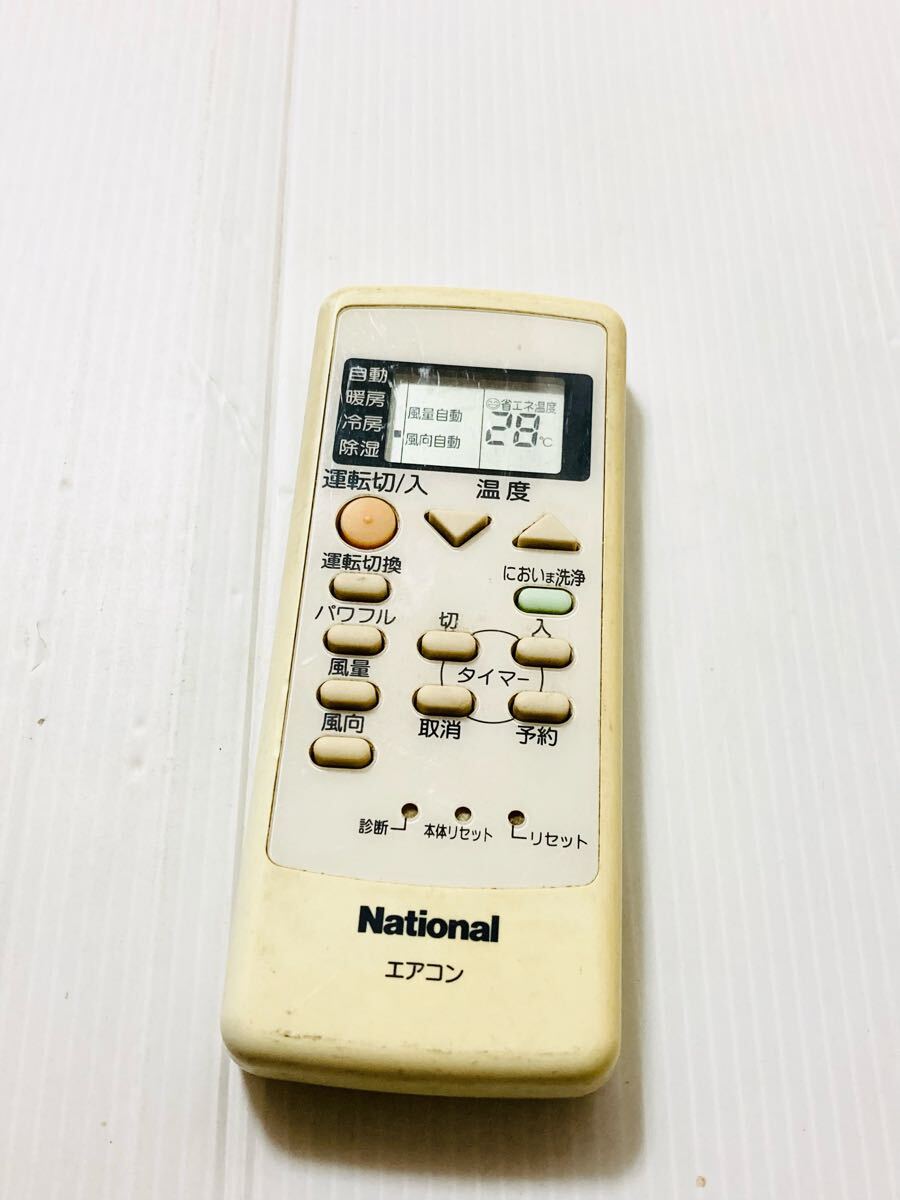 自動
暖房
冷房
除湿
風量自動
風向自動
省エネ温度
28℃
運転切/入
温度
運転切換
においま洗浄
パワフル
切
入
風量
タイマー
風向
取消
予約
診断
本体リセット
リセット
National
エアコン